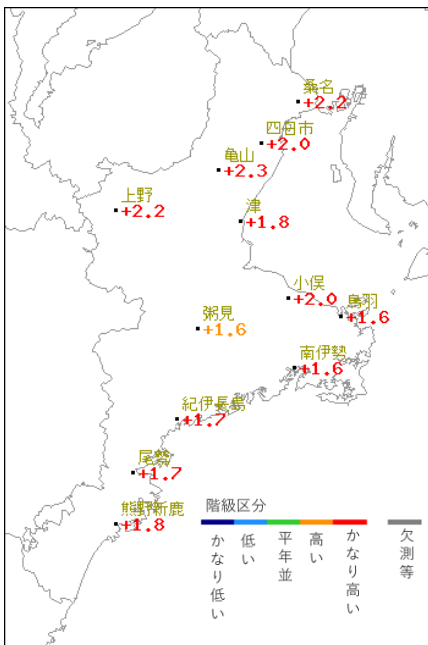 桑名
+2.2
四日市
+2.0
亀山
+2.3
上野
+2.2
津
+1.8
小俣
+2.0
鳥羽
+1.6
粥見
+1.6
南伊勢
+1.6
紀伊長島
+1.7
尾鷲
+1.7
熊野新鹿
+1.8
階級区分
かなり低い
低い
平年並
高い
かなり高い
欠測等